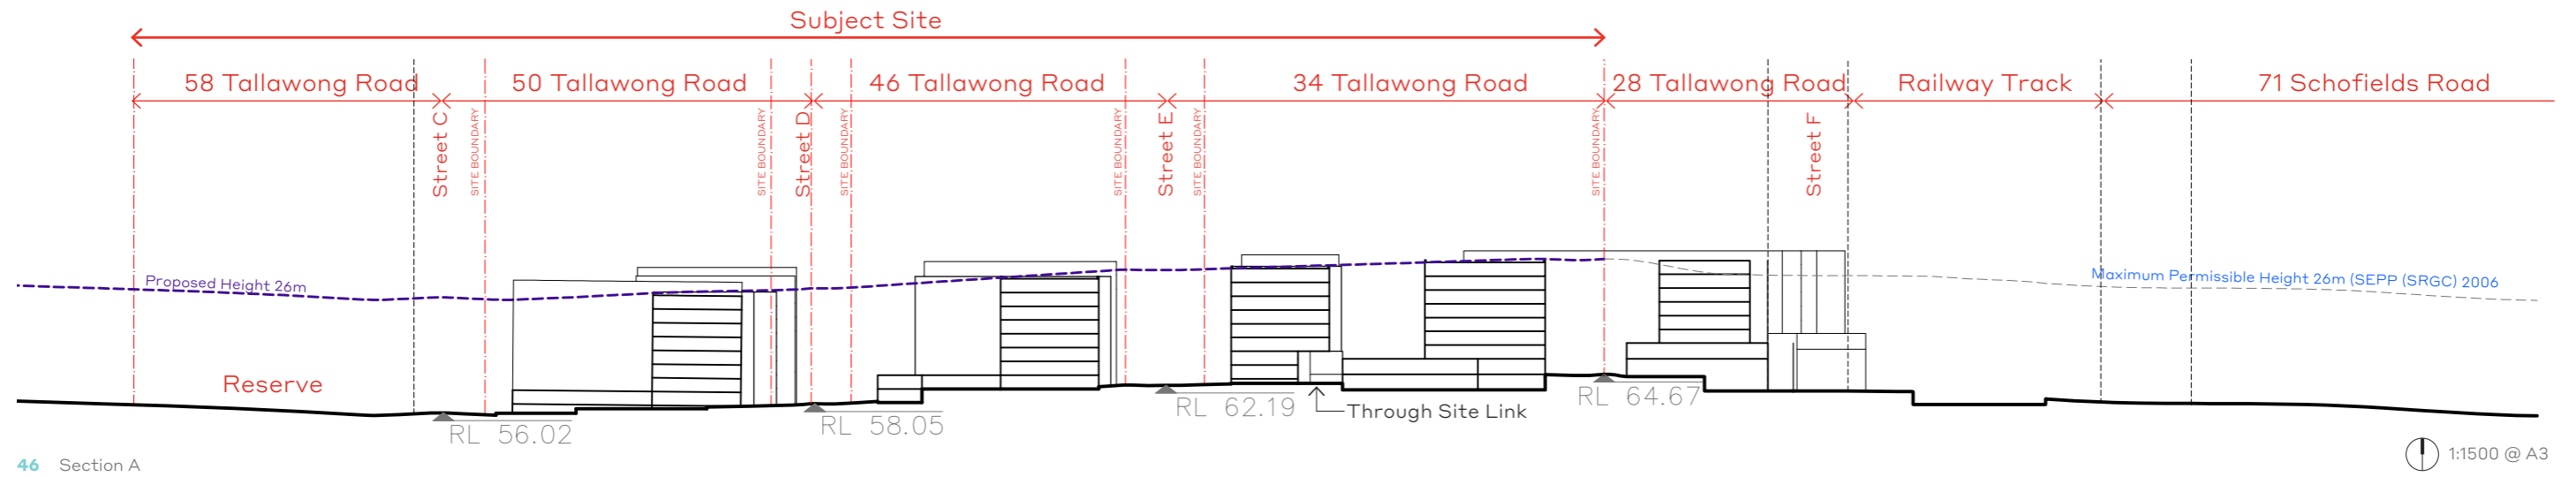 Subject Site
58 Tallawong Road
50 Tallawong Road
46 Tallawong Road
34 Tallawong Road
28 Tallawong Road
Railway Track
71 Schofields Road
Street C
SITE BOUNDARY
SITE BOUNDARY
Street D
SITE BOUNDARY
SITE BOUNDARY
Street E
SITE BOUNDARY
SITE BOUNDARY
Street F
Proposed Height 26m
Maximum Permissible Height 26m (SEPP (SRGC) 2006
Reserve
RL 56.02
RL 58.05
RL 62.19
Through Site Link
RL 64.67
46 Section A
1:1500 @ A3